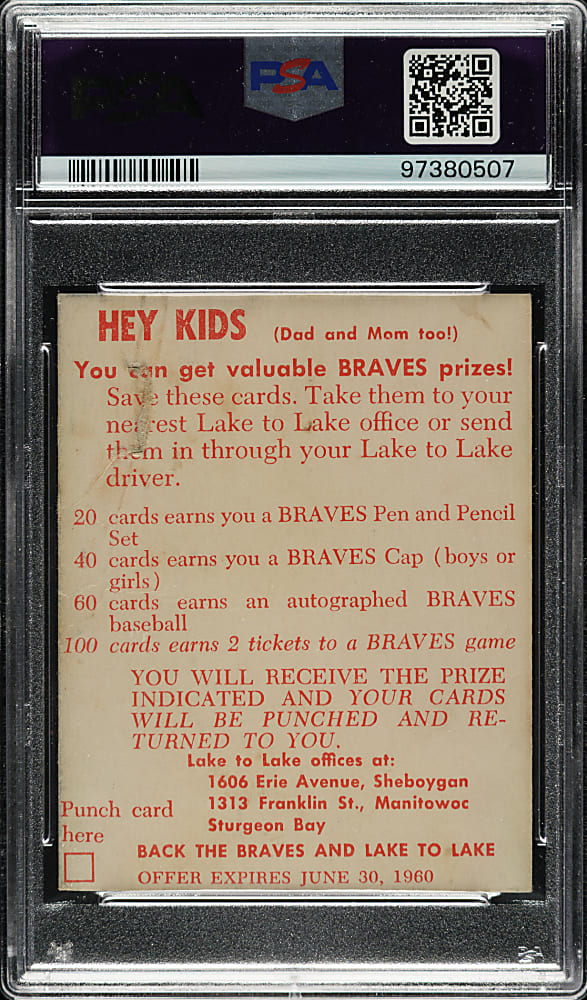 PSA
97380507
HEY KIDS (Dad and Mom too!)
You can get valuable BRAVES prizes!
Save these cards. Take them to your
nearest Lake to Lake office or send
them in through your Lake to Lake
driver.
20 cards earns you a BRAVES Pen and Pencil
Set
40 cards earns you a BRAVES Cap (boys or
girls)
60 cards earns an autographed BRAVES
baseball
100 cards earns 2 tickets to a BRAVES game
YOU WILL RECEIVE THE PRIZE
INDICATED AND YOUR CARDS
WILL BE PUNCHED AND RE-
TURNED TO YOU.
Lake to Lake offices at:
1606 Erie Avenue, Sheboygan
1313 Franklin St., Manitowoc
Sturgeon Bay
Punch card
here
BACK THE BRAVES AND LAKE TO LAKE
OFFER EXPIRES JUNE 30, 1960